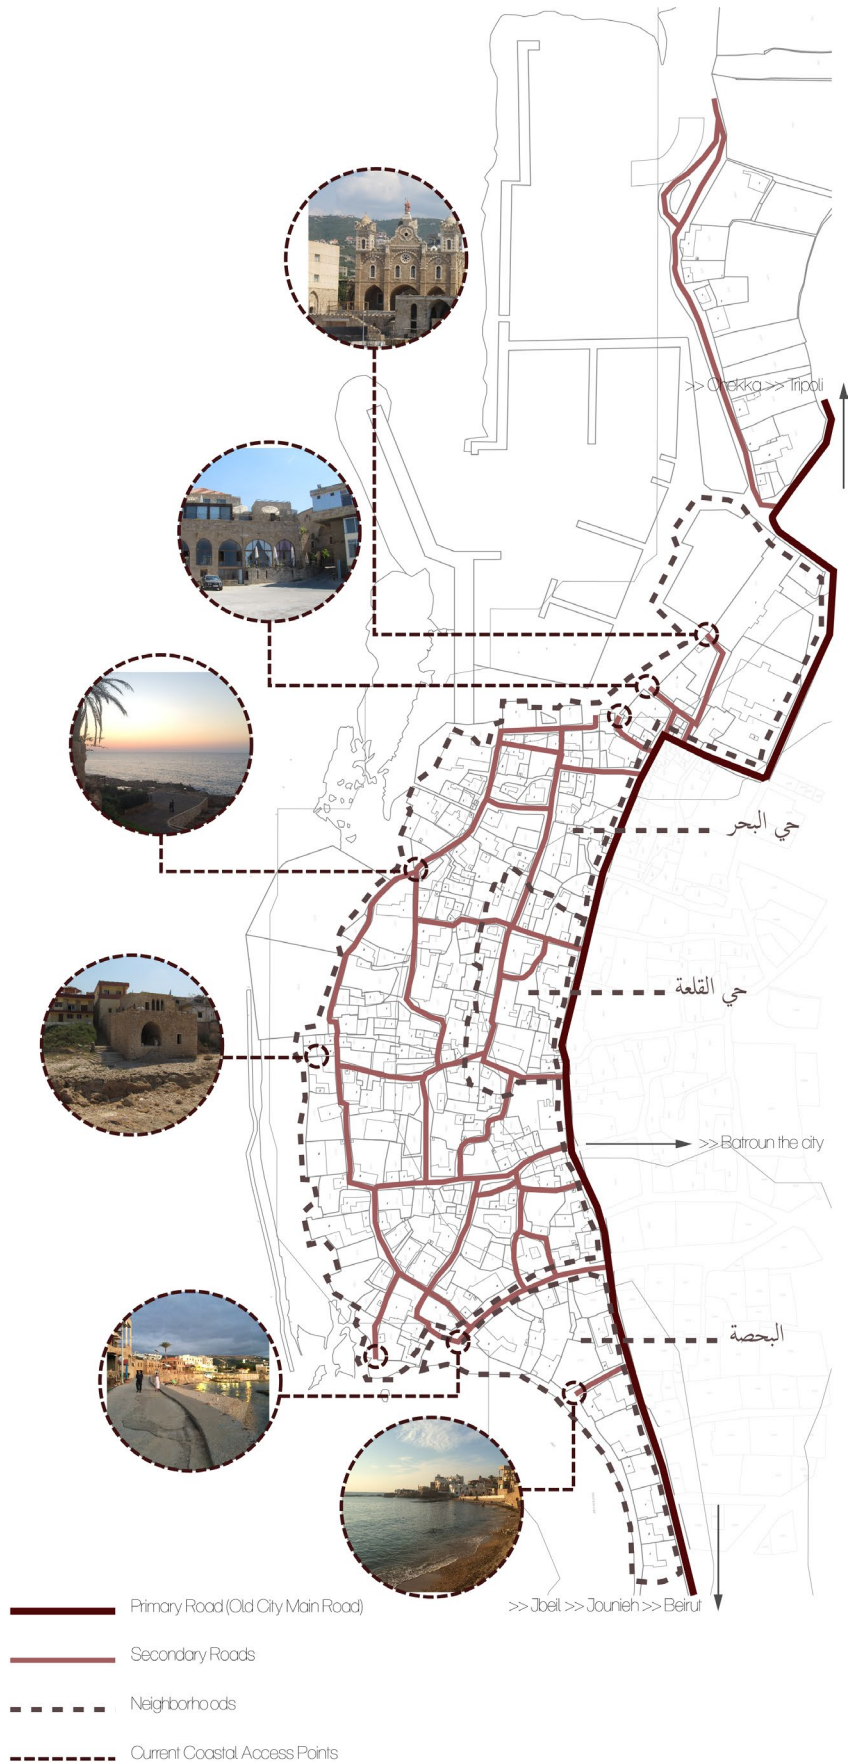 >> Chekka >> Tripoli
حي البحر
حي القلعة
>> Batroun the city
البحصة
>> Jbeil >> Jounieh >> Beirut
Primary Road (Old City Main Road)
Secondary Roads
Neighborhoods
Current Coastal Access Points